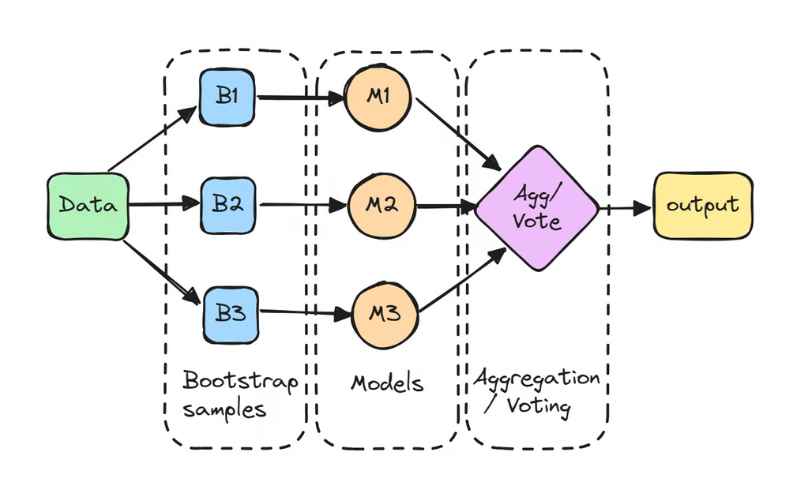 Data
B1
B2
B3
Bootstrap
samples
M1
M2
M3
Models
Agg/
Vote
Aggregation
/ Voting
output